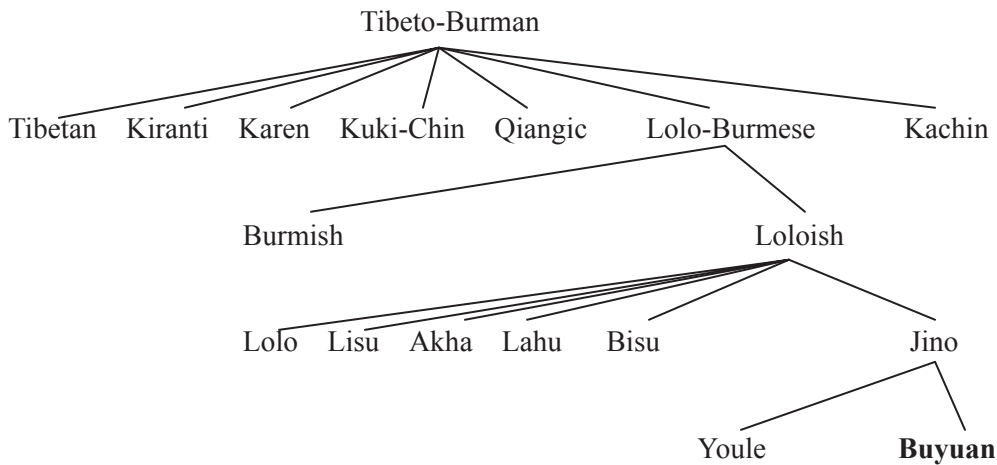 Tibeto-Burman
Tibetan Kiranti Karen Kuki-Chin Qiangic Lolo-Burmese Kachin
Burmish Loloish
Lolo Lisu Akha Lahu Bisu Jino
Youle Buyuan